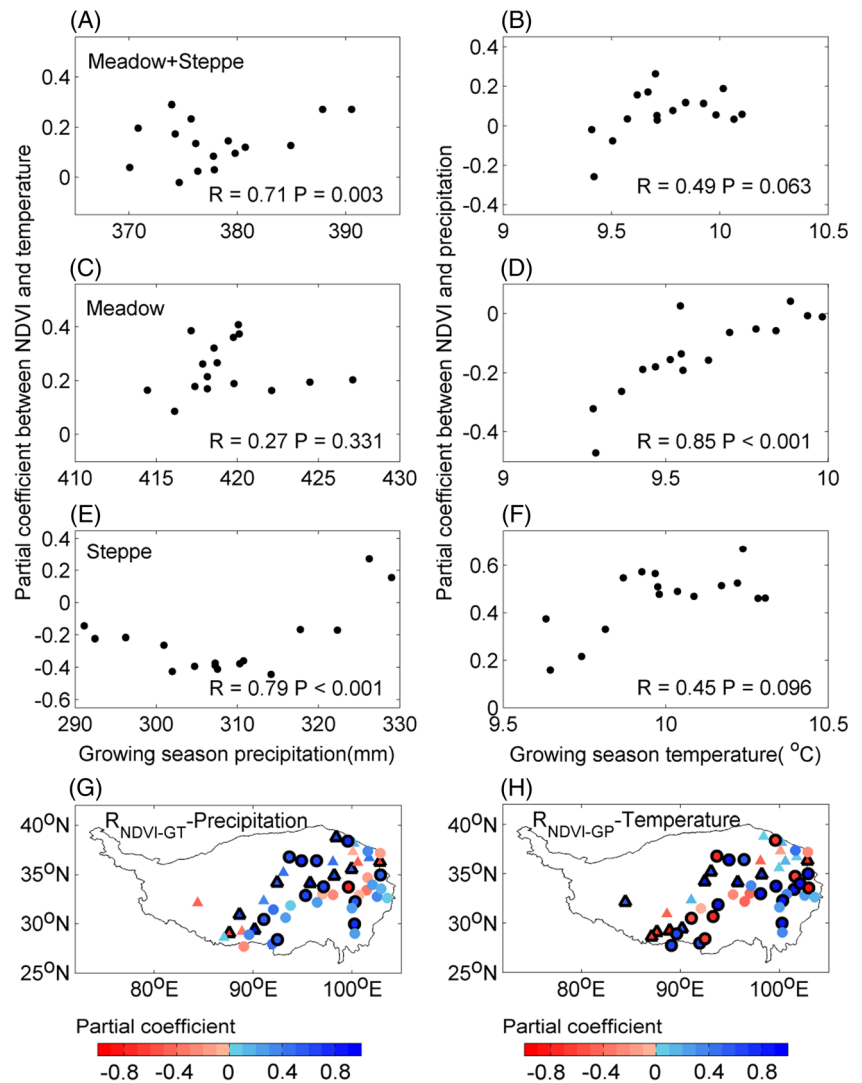 (A)
Meadow+Steppe
0.4
0.2
0
370
380
390
R = 0.71 P = 0.003
(B)
0.4
0.2
0
-0.2
-0.4
9
9.5
10
10.5
R = 0.49 P = 0.063
Partial coefficient between NDVI and temperature
Partial coefficient between NDVI and precipitation
(C)
Meadow
0.4
0.2
0
410
415
420
425
430
R = 0.27 P = 0.331
(D)
0
-0.2
-0.4
9
9.5
10
R = 0.85 P < 0.001
(E)
Steppe
0.4
0.2
0
-0.2
-0.4
-0.6
290
300
310
320
330
R = 0.79 P < 0.001
Growing season precipitation(mm)
(F)
0.6
0.4
0.2
0
9.5
10
10.5
R = 0.45 P = 0.096
Growing season temperature( °C)
(G)
RNDVI-GT-Precipitation
40°N
35°N
30°N
25°N
80°E
90°E
100°E
Partial coefficient
-0.8
-0.4
0
0.4
0.8
(H)
RNDVI-GP-Temperature
40°N
35°N
30°N
25°N
80°E
90°E
100°E
Partial coefficient
-0.8
-0.4
0
0.4
0.8